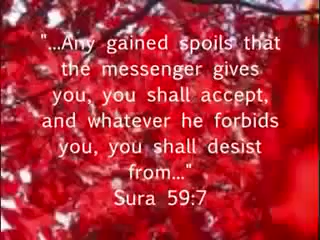 "...Any gained spoils that
the messenger gives
you, you shall accept,
and whatever he forbids
you, you shall desist
from..."
Sura 59:7